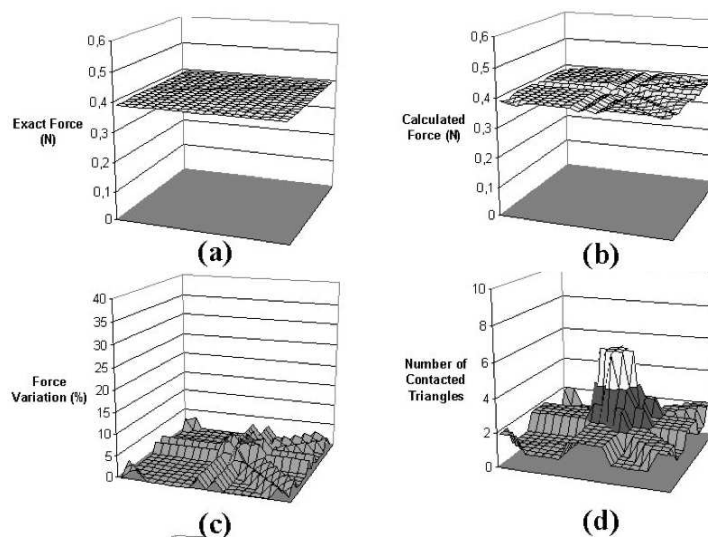 0,6
0,5
0,4
0,3
0,2
0,1
0
Exact Force
(N)
(a)
0,6
0,5
0,4
0,3
0,2
0,1
0
Calculated
Force (N)
(b)
40
35
30
25
20
15
10
5
0
Force
Variation (%)
(c)
10
8
6
4
2
0
Number of
Contacted
Triangles
(d)